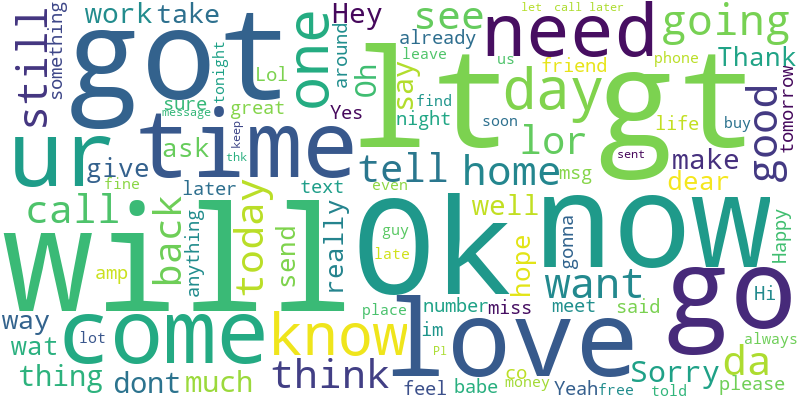 let call later
something
work take Hey
see
going
still
got
one
around
already
need
us
leave
phone
Thank
lt
gt
Oh
say
friend
tomorrow
tonight
Lol
day
sure
message
great
Yes
find
night
soon
life
buy
good
time
keep
lor
ur
ask
thk
sent
give
tell
home
msg
make
dear
fine
later
text
even
call
back
anything
today
send
really
will
Ok
well
now
guy
gonna
Happy
late
hope
want
amp
go
Hi
way
come
know
love
place
number
miss
meet
said
wat
lot
im
Pl
always
thing
dont
much
think
feel
babe
co
money
Yeah
free
Sorry
told
da
please